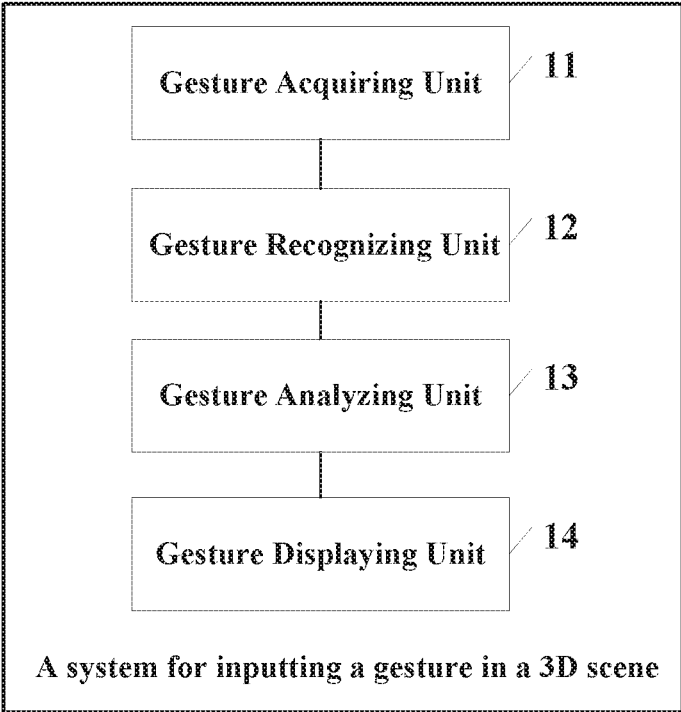 Gesture Acquiring Unit
11
Gesture Recognizing Unit
12
Gesture Analyzing Unit
13
Gesture Displaying Unit
14
A system for inputting a gesture in a 3D scene